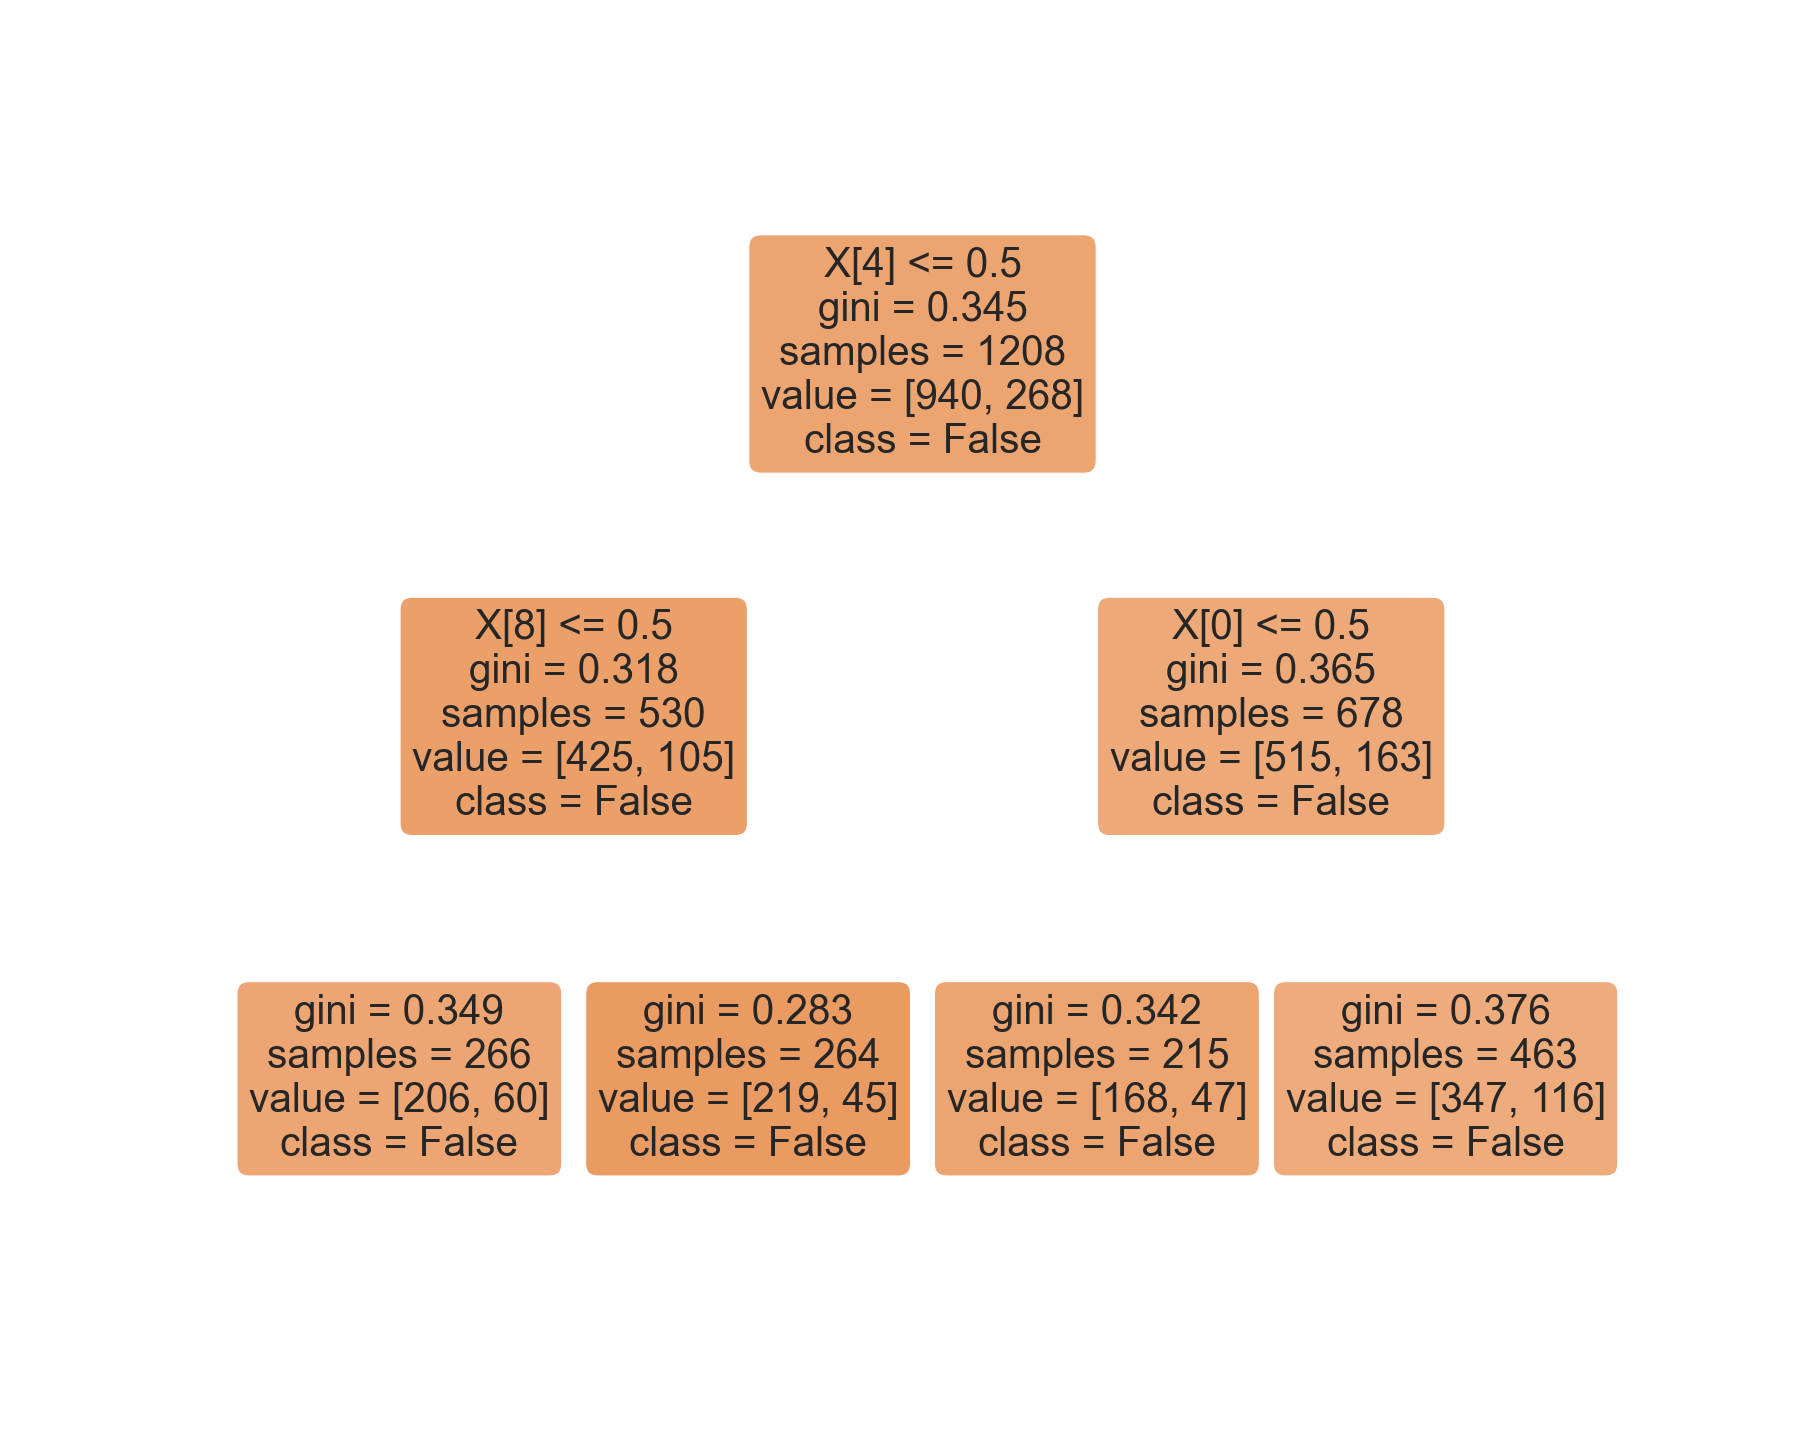 X[4] <= 0.5
gini = 0.345
samples = 1208
value = [940, 268]
class = False
X[8] <= 0.5
gini = 0.318
samples = 530
value = [425, 105]
class = False
X[0] <= 0.5
gini = 0.365
samples = 678
value = [515, 163]
class = False
gini = 0.349
samples = 266
value = [206, 60]
class = False
gini = 0.283
samples = 264
value = [219, 45]
class = False
gini = 0.342
samples = 215
value = [168, 47]
class = False
gini = 0.376
samples = 463
value = [347, 116]
class = False